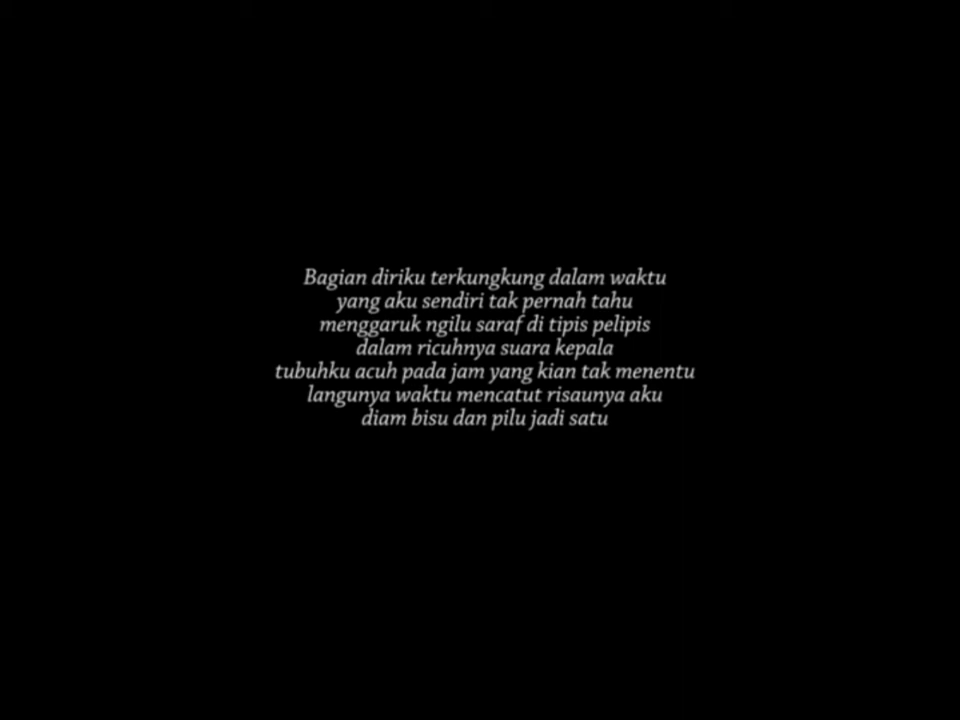 Bagian diriku terkungkung dalam waktu
yang aku sendiri tak pernah tahu
menggaruk ngilu saraf di tipis pelipis
dalam ricuhnya suara kepala
tubuhku acuh pada jam yang kian tak menentu
langunya waktu mencatut risaunya aku
diam bisu dan pilu jadi satu